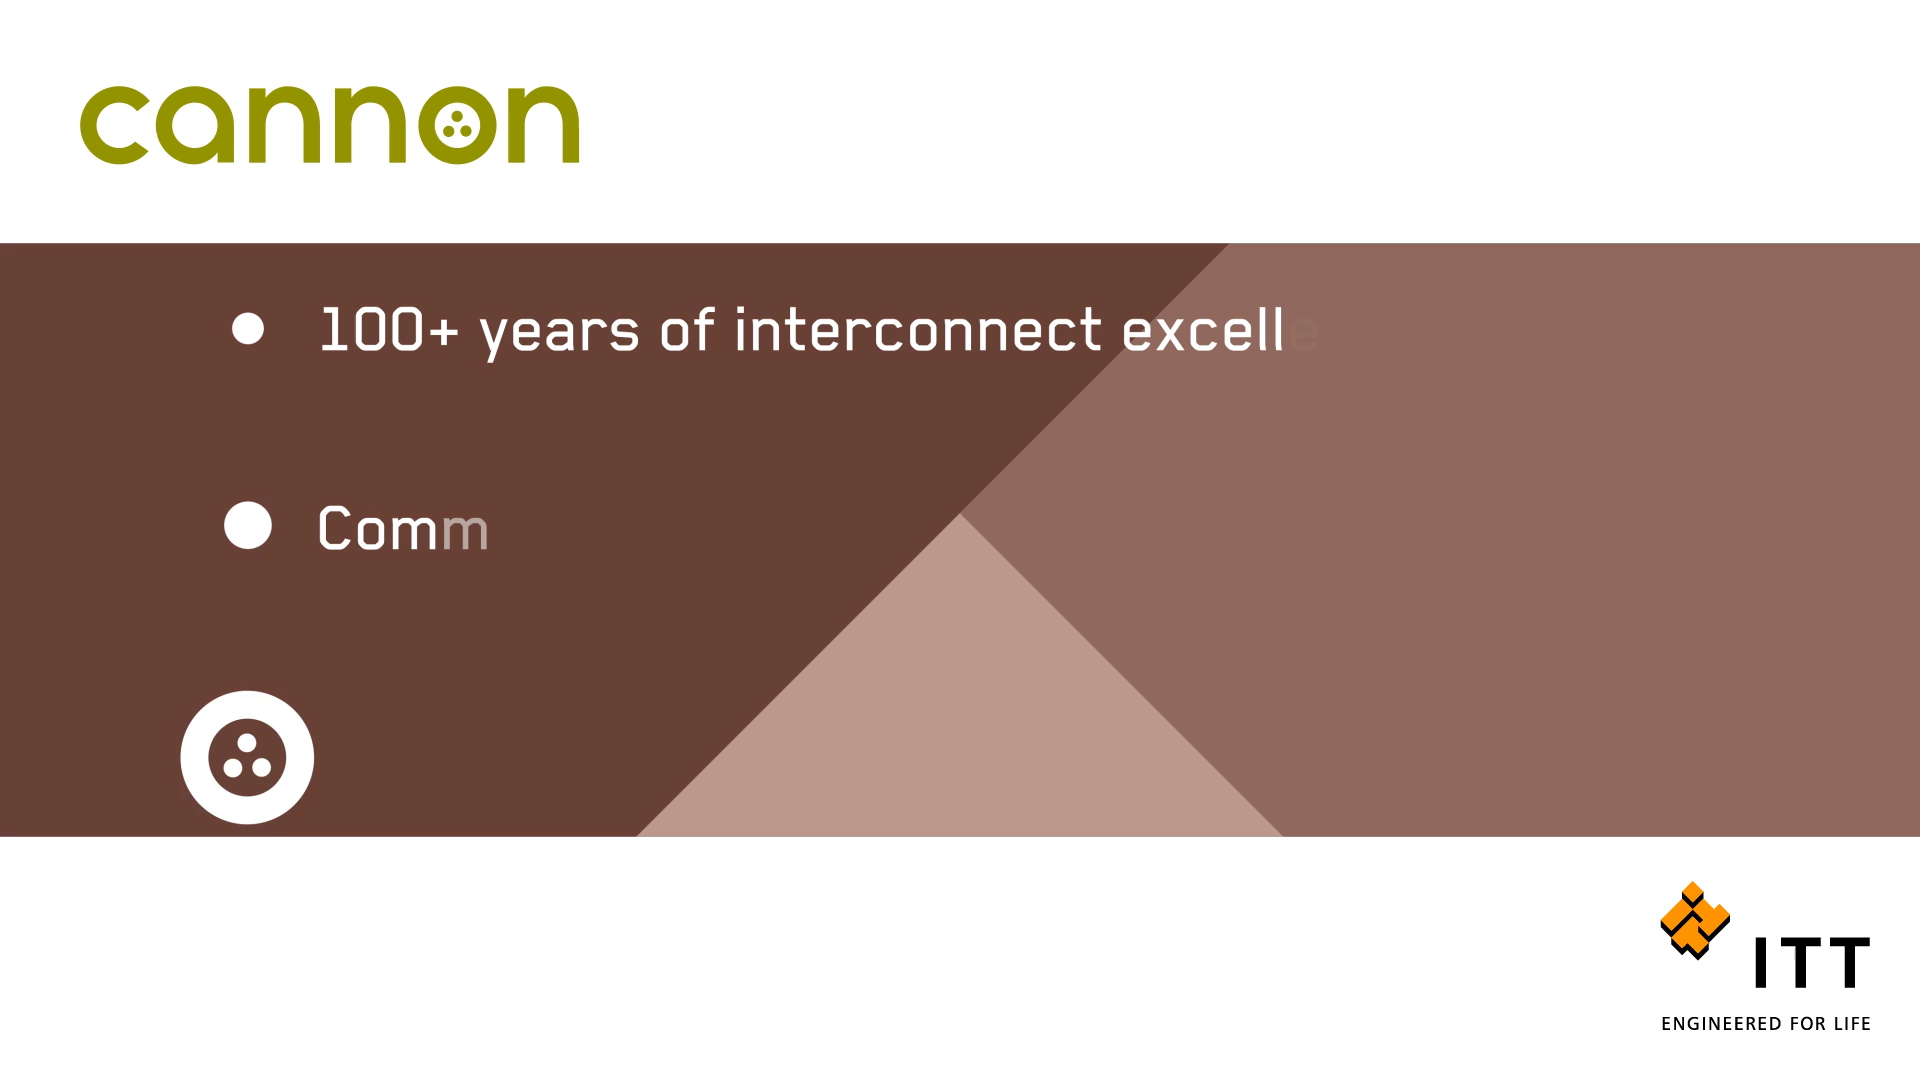 cannon
100+ years of interconnect excelle
Comm
ITT
ENGINEERED FOR LIFE